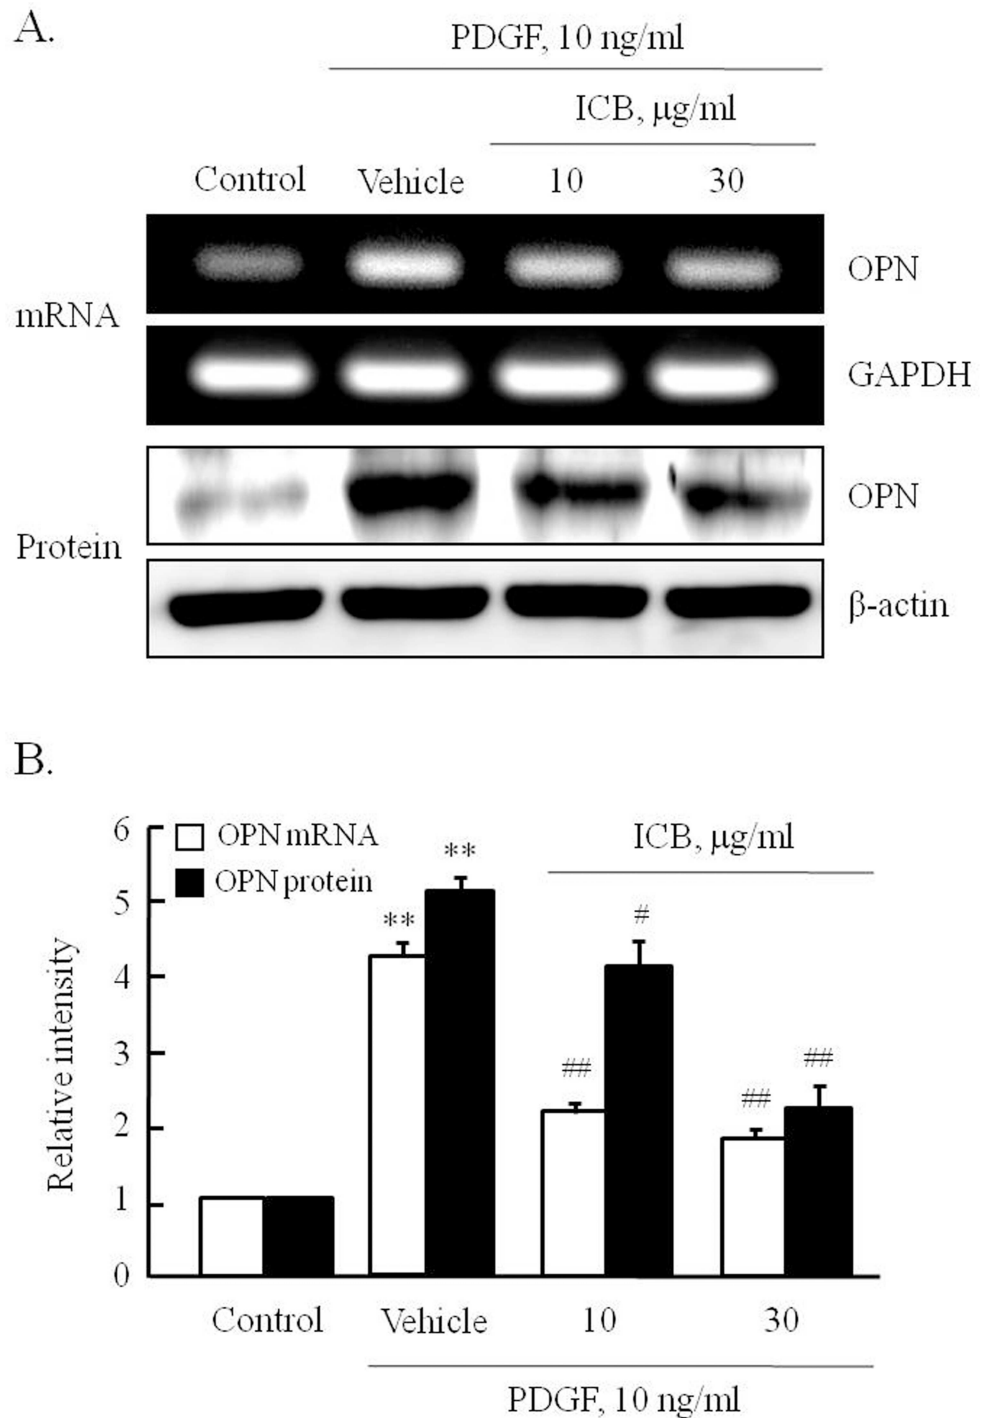 A.
PDGF, 10 ng/ml
ICB, μg/ml
Control Vehicle 10 30
OPN
mRNA
GAPDH
OPN
Protein
β-actin
B.
6
OPN mRNA
ICB, μg/ml
**
OPN protein
5
**
#
4
3
##
##
##
2
1
0
Relative intensity
Control Vehicle 10 30
PDGF, 10 ng/ml